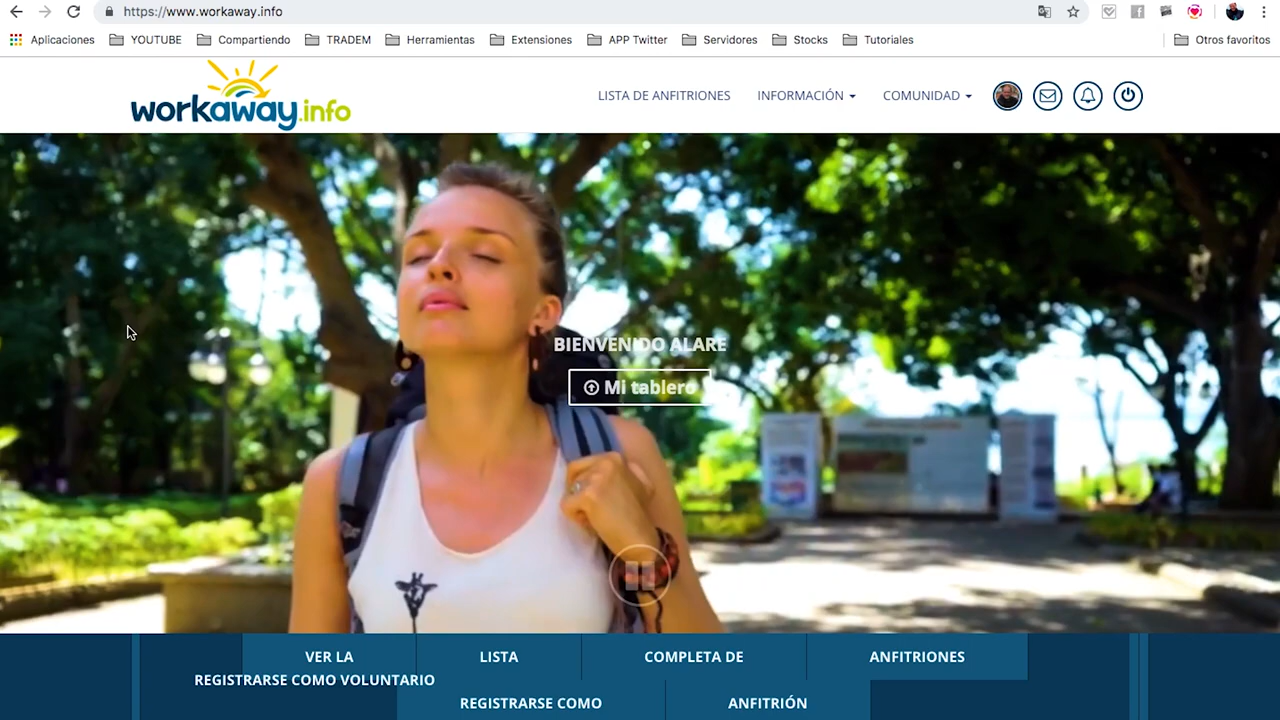 https://www.workaway.info
Aplicaciones YOUTUBE Compartiendo TRADEM Herramientas Extensiones APP Twitter Servidores Stocks Tutoriales Otros favoritos
workaway.info
LISTA DE ANFITRIONES INFORMACIÓN COMUNIDAD
BIENVENIDO ALARE
Mi tablero
VER LA LISTA COMPLETA DE ANFITRIONES
REGISTRARSE COMO VOLUNTARIO
REGISTRARSE COMO ANFITRIÓN